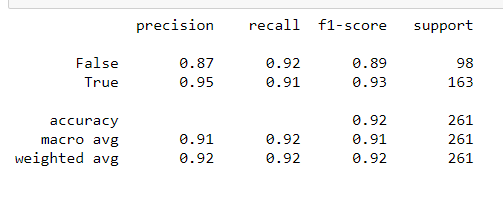 precision recall f1-score support
False 0.87 0.92 0.89 98
True 0.95 0.91 0.93 163
accuracy 0.92 261
macro avg 0.91 0.92 0.91 261
weighted avg 0.92 0.92 0.92 261